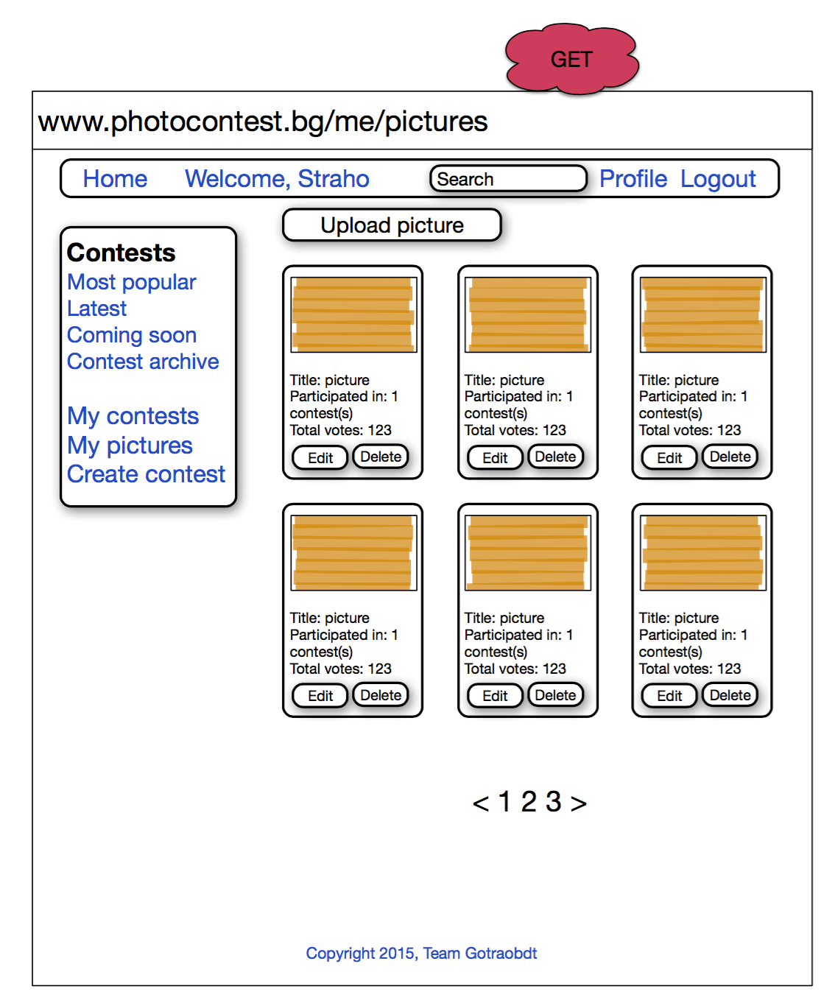 GET
www.photocontest.bg/me/pictures
Home Welcome, Straho Search Profile Logout
Upload picture
Contests
Most popular
Latest
Coming soon
Contest archive
My contests
My pictures
Create contest
Title: picture
Participated in: 1
contest(s)
Total votes: 123
Edit Delete
Title: picture
Participated in: 1
contest(s)
Total votes: 123
Edit Delete
Title: picture
Participated in: 1
contest(s)
Total votes: 123
Edit Delete
Title: picture
Participated in: 1
contest(s)
Total votes: 123
Edit Delete
Title: picture
Participated in: 1
contest(s)
Total votes: 123
Edit Delete
Title: picture
Participated in: 1
contest(s)
Total votes: 123
Edit Delete
< 1 2 3 >
Copyright 2015, Team Gotraobdt